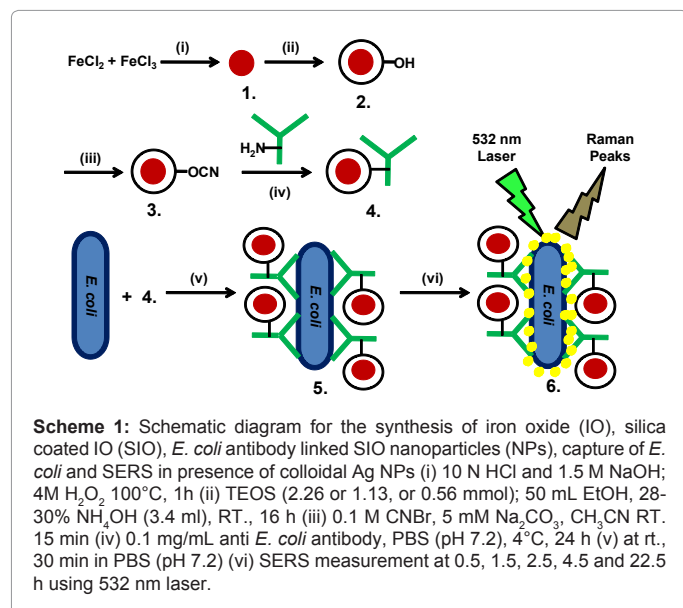 FeCl2 + FeCl3
(i)
1.
(ii)
OH
2.
(iii)
OCN
3.
H2N
(iv)
4.
532 nm
Laser
Raman
Peaks
E. coli
+ 4.
(v)
E. coli
5.
(vi)
E. coli
6.
Scheme 1: Schematic diagram for the synthesis of iron oxide (IO), silica
coated IO (SIO), E. coli antibody linked SIO nanoparticles (NPs), capture of E.
coli and SERS in presence of colloidal Ag NPs (i) 10 N HCl and 1.5 M NaOH;
4M H2O2 100°C, 1h (ii) TEOS (2.26 or 1.13, or 0.56 mmol); 50 mL EtOH, 28-
30% NH4OH (3.4 ml), RT., 16 h (iii) 0.1 M CNBr, 5 mM Na2CO3, CH3CN RT.
15 min (iv) 0.1 mg/mL anti E. coli antibody, PBS (pH 7.2), 4°C, 24 h (v) at rt.,
30 min in PBS (pH 7.2) (vi) SERS measurement at 0.5, 1.5, 2.5, 4.5 and 22.5
h using 532 nm laser.